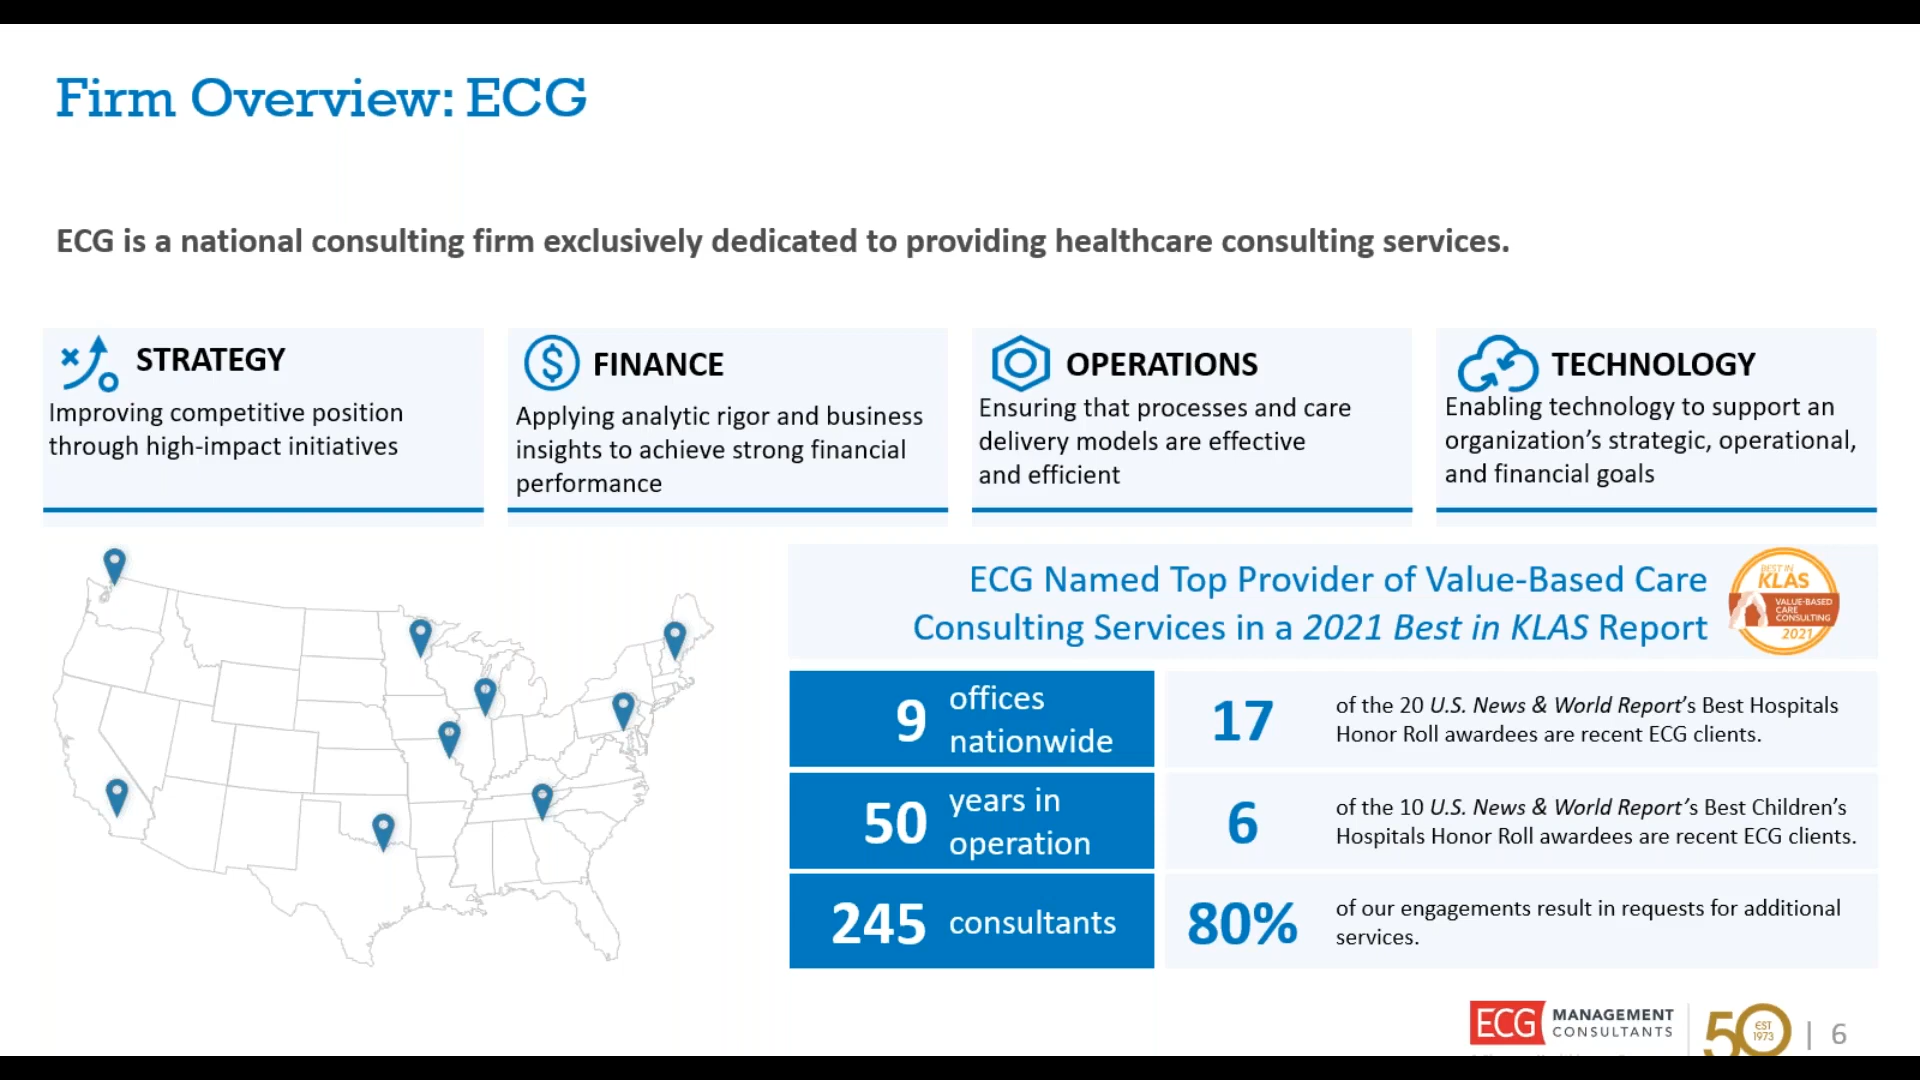 Firm Overview: ECG
ECG is a national consulting firm exclusively dedicated to providing healthcare consulting services.
STRATEGY
Improving competitive position
through high-impact initiatives
FINANCE
Applying analytic rigor and business
insights to achieve strong financial
performance
OPERATIONS
Ensuring that processes and care
delivery models are effective
and efficient
TECHNOLOGY
Enabling technology to support an
organization’s strategic, operational,
and financial goals
ECG Named Top Provider of Value-Based Care
Consulting Services in a 2021 Best in KLAS Report
BEST IN
KLAS
VALUE-BASED
CARE
CONSULTING
2021
9 offices
nationwide
17 of the 20 U.S. News & World Report’s Best Hospitals
Honor Roll awardees are recent ECG clients.
50 years in
operation
6 of the 10 U.S. News & World Report’s Best Children’s
Hospitals Honor Roll awardees are recent ECG clients.
245 consultants
80% of our engagements result in requests for additional
services.
ECG MANAGEMENT
CONSULTANTS
50
EST
1973
| 6